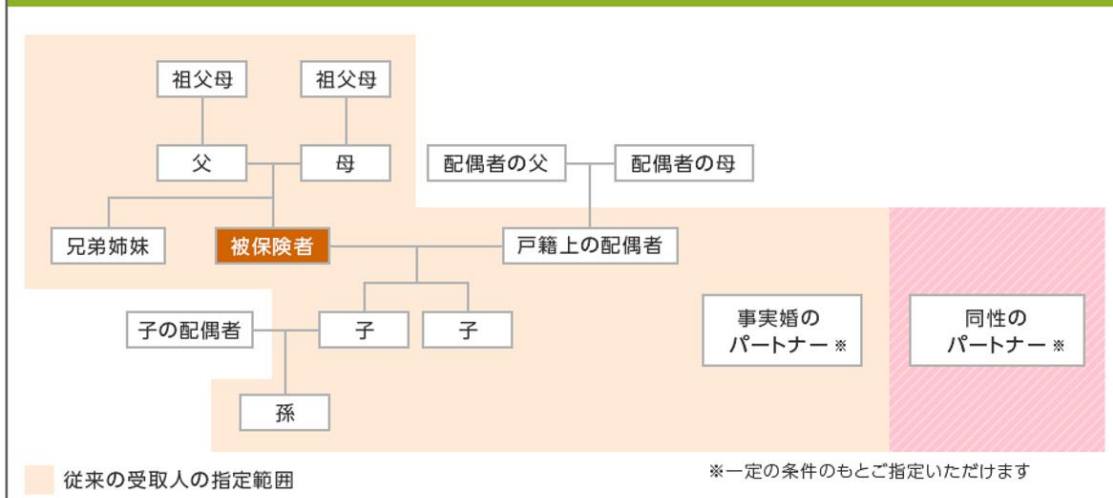 祖父母
祖父母
父
母
配偶者の父
配偶者の母
兄弟姉妹
被保険者
戸籍上の配偶者
子の配偶者
子
子
事実婚の
パートナー※
同性の
パートナー※
孫
従来の受取人の指定範囲
※一定の条件のもとご指定いただけます